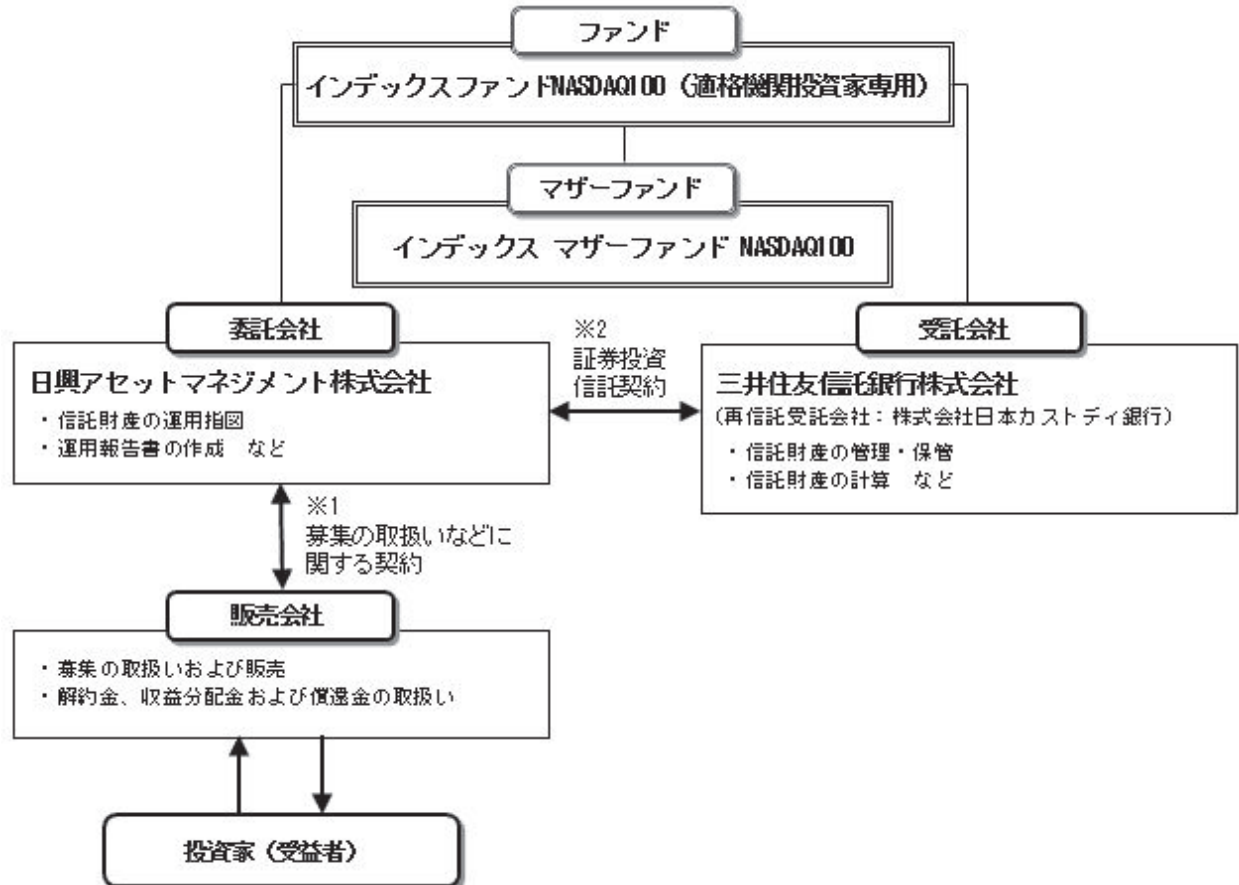 ファンド
インデックスファンドNASDAQ100（適格機関投資家専用）
マザーファンド
インデックス マザーファンド NASDAQ100
委託会社
日興アセットマネジメント株式会社
・信託財産の運用指図
・運用報告書の作成　など
※2
証券投資
信託契約
受託会社
三井住友信託銀行株式会社
（再信託受託会社：株式会社日本カストディ銀行）
・信託財産の管理・保管
・信託財産の計算　など
※1
募集の取扱いなどに
関する契約
販売会社
・募集の取扱いおよび販売
・解約金、収益分配金および償還金の取扱い
投資家（受益者）